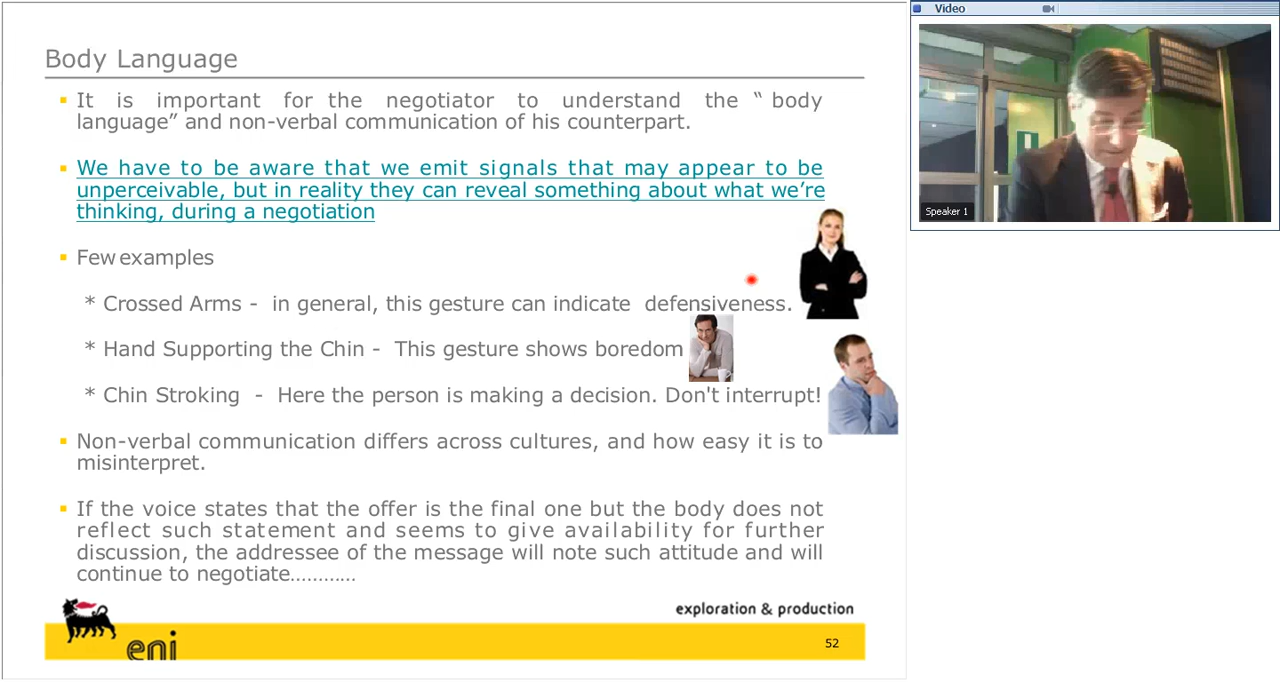 Body Language
It is important for the negotiator to understand the “ body
language” and non-verbal communication of his counterpart.
We have to be aware that we emit signals that may appear to be
unperceivable, but in reality they can reveal something about what we’re
thinking, during a negotiation
Few examples
* Crossed Arms - in general, this gesture can indicate defensiveness.
* Hand Supporting the Chin - This gesture shows boredom
* Chin Stroking - Here the person is making a decision. Don't interrupt!
Non-verbal communication differs across cultures, and how easy it is to
misinterpret.
If the voice states that the offer is the final one but the body does not
reflect such statement and seems to give availability for further
discussion, the addressee of the message will note such attitude and will
continue to negotiate…………
exploration & production
eni
52
Video
Speaker 1